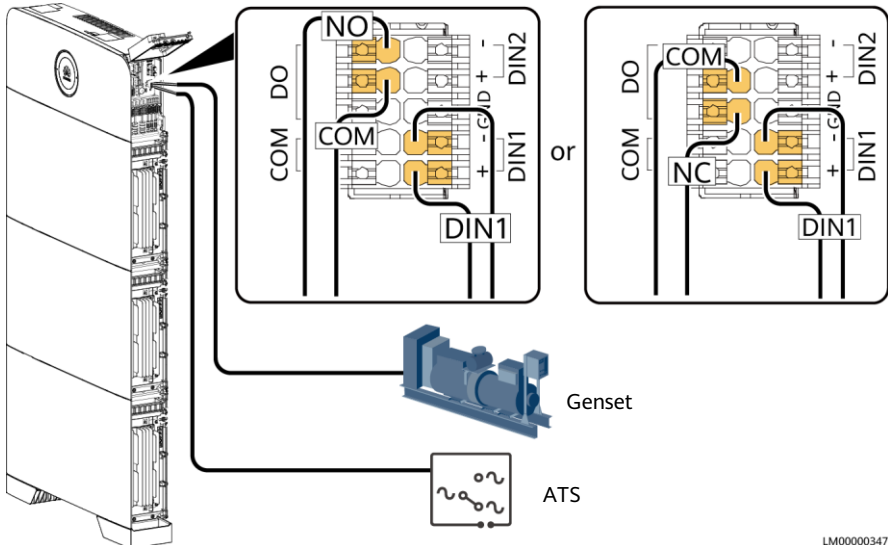 NO
COM
DO
COM
- DIN2
+
GND
- DIN1
+
DIN1
or
COM
NC
DO
COM
- DIN2
+
GND
- DIN1
+
DIN1
Genset
ATS
LM00000347